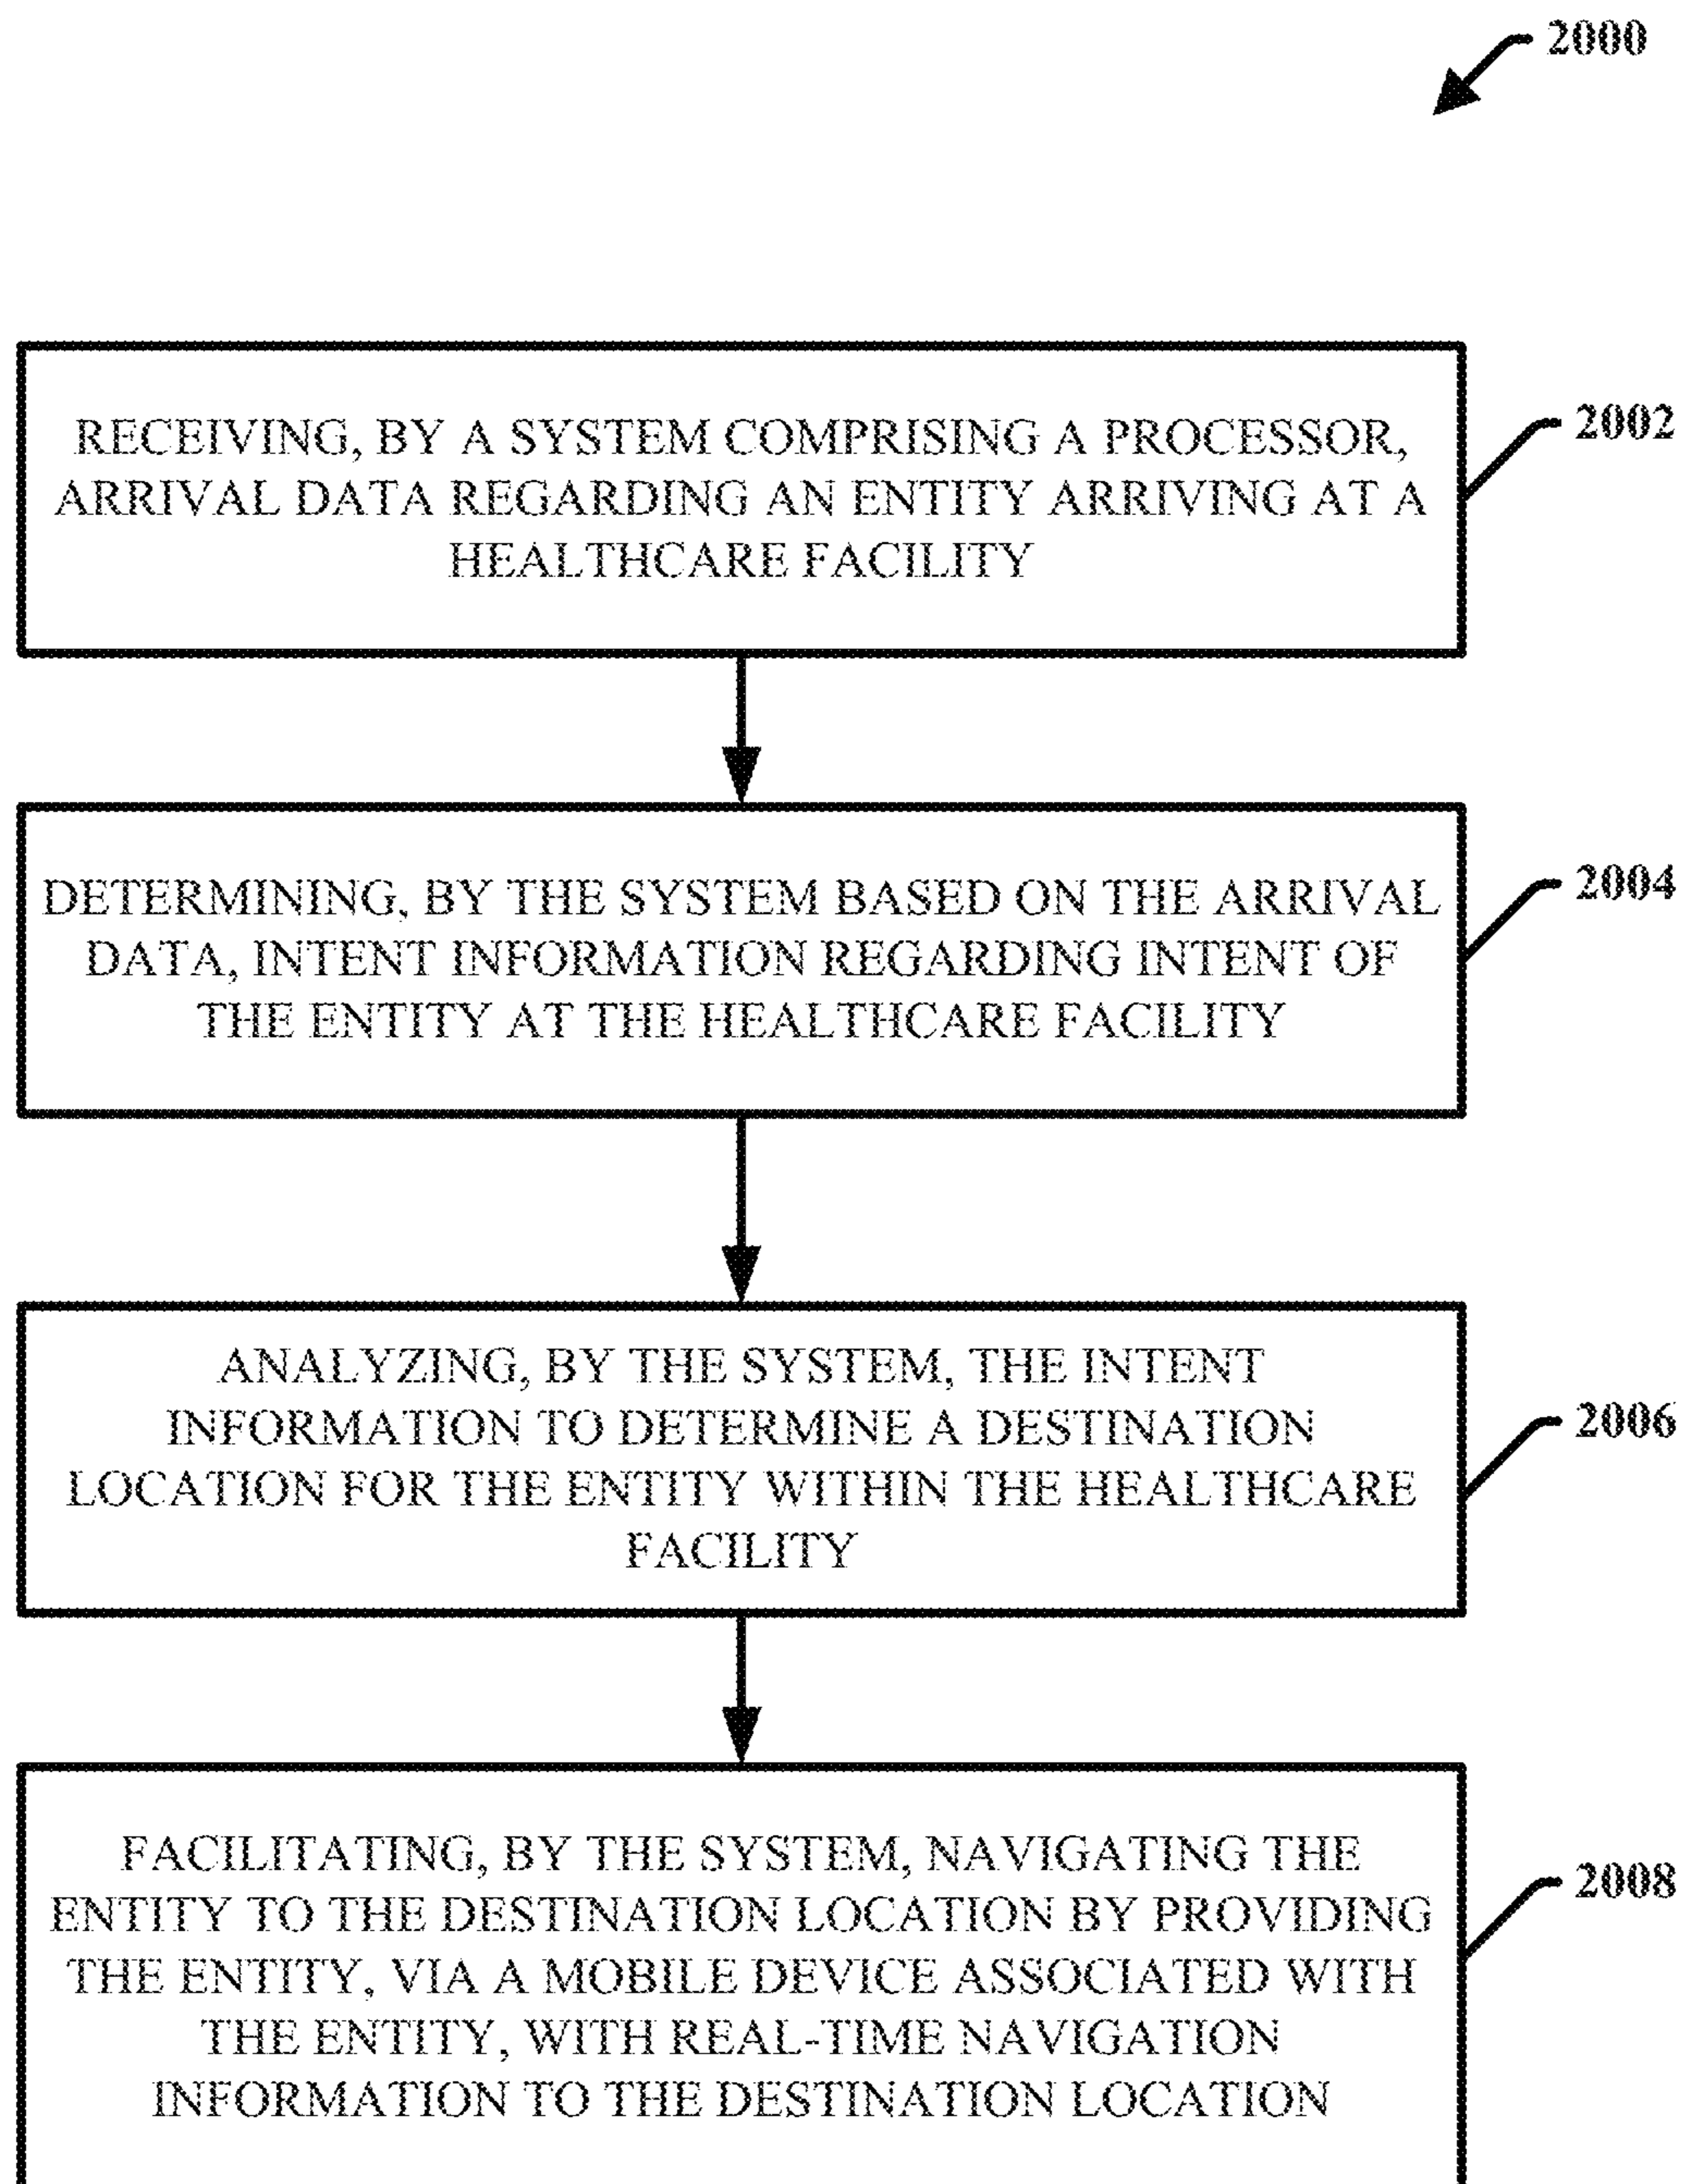 2000
RECEIVING, BY A SYSTEM COMPRISING A PROCESSOR,
ARRIVAL DATA REGARDING AN ENTITY ARRIVING AT A
HEALTHCARE FACILITY
2002
DETERMINING, BY THE SYSTEM BASED ON THE ARRIVAL
DATA, INTENT INFORMATION REGARDING INTENT OF
THE ENTITY AT THE HEALTHCARE FACILITY
2004
ANALYZING, BY THE SYSTEM, THE INTENT
INFORMATION TO DETERMINE A DESTINATION
LOCATION FOR THE ENTITY WITHIN THE HEALTHCARE
FACILITY
2006
FACILITATING, BY THE SYSTEM, NAVIGATING THE
ENTITY TO THE DESTINATION LOCATION BY PROVIDING
THE ENTITY, VIA A MOBILE DEVICE ASSOCIATED WITH
THE ENTITY, WITH REAL-TIME NAVIGATION
INFORMATION TO THE DESTINATION LOCATION
2008